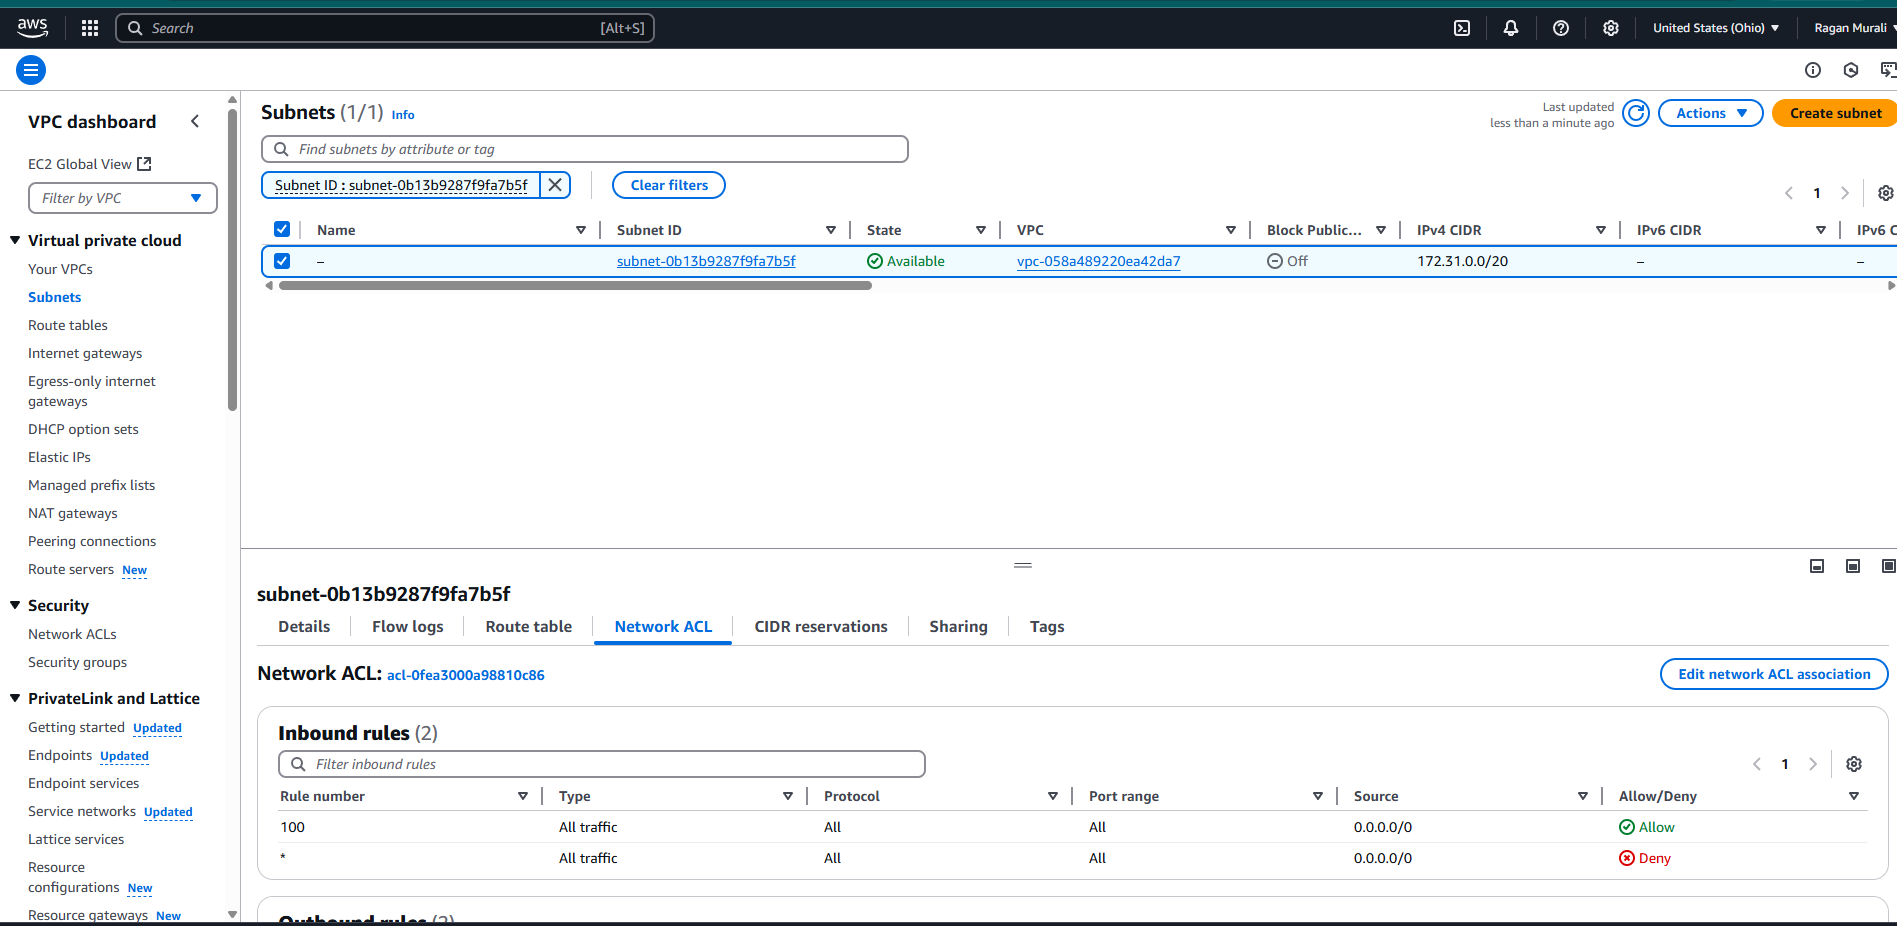 aws
Search [Alt+S]
United States (Ohio)
Ragan Murali
VPC dashboard
EC2 Global View
Filter by VPC
Virtual private cloud
Your VPCs
Subnets
Route tables
Internet gateways
Egress-only internet
gateways
DHCP option sets
Elastic IPs
Managed prefix lists
NAT gateways
Peering connections
Route servers New
Security
Network ACLs
Security groups
PrivateLink and Lattice
Getting started Updated
Endpoints Updated
Endpoint services
Service networks Updated
Lattice services
Resource
configurations New
Resource gateways New
Subnets (1/1) Info
Last updated
less than a minute ago
Actions
Create subnet
Find subnets by attribute or tag
Subnet ID : subnet-0b13b9287f9fa7b5f
Clear filters
1
Name Subnet ID State VPC Block Public... IPv4 CIDR IPv6 CIDR IPv6 C
– subnet-0b13b9287f9fa7b5f Available vpc-058a489220ea42da7 Off 172.31.0.0/20 – –
subnet-0b13b9287f9fa7b5f
Details Flow logs Route table Network ACL CIDR reservations Sharing Tags
Network ACL: acl-0fea3000a98810c86
Edit network ACL association
Inbound rules (2)
Filter inbound rules
1
Rule number Type Protocol Port range Source Allow/Deny
100 All traffic All All 0.0.0.0/0 Allow
* All traffic All All 0.0.0.0/0 Deny
Outbound rules (2)